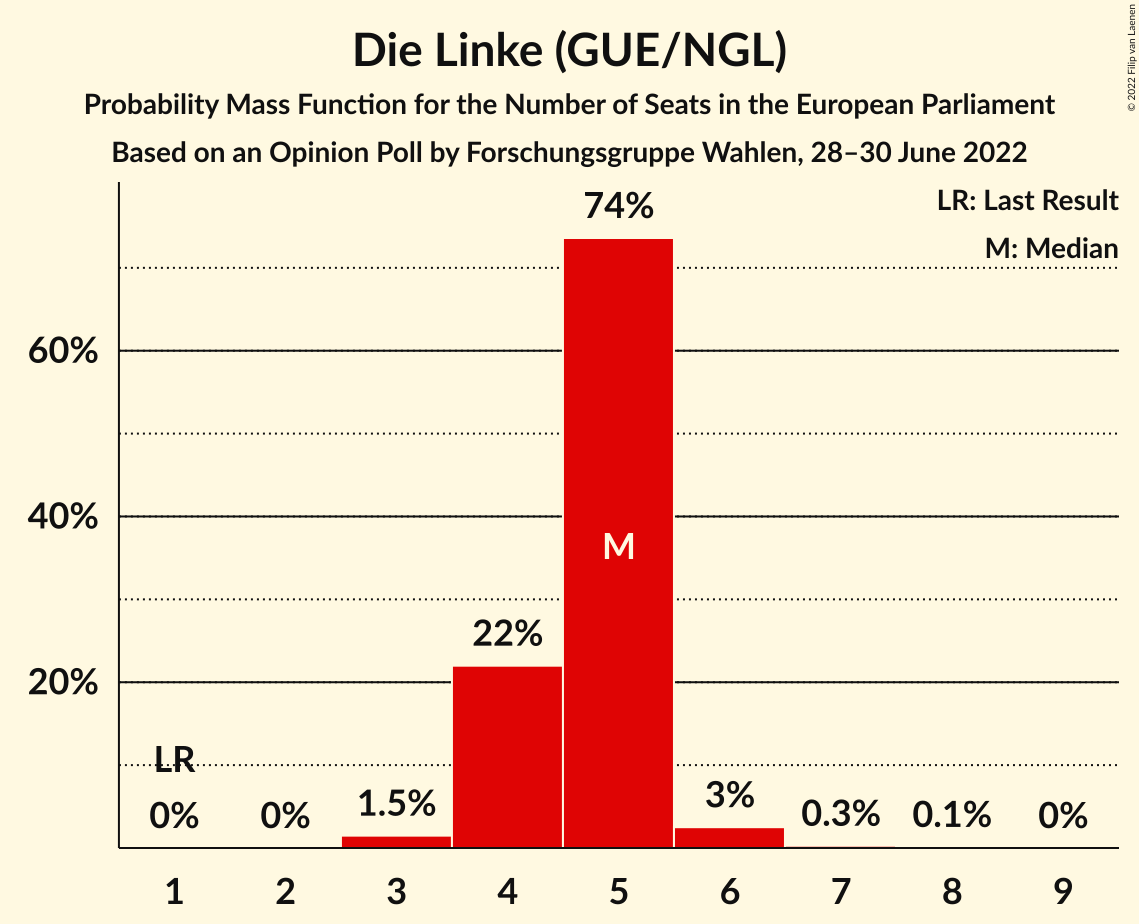 Die Linke (GUE/NGL)
Probability Mass Function for the Number of Seats in the European Parliament
Based on an Opinion Poll by Forschungsgruppe Wahlen, 28–30 June 2022
© 2022 Filip van Laenen
LR: Last Result
M: Median
74%
60%
40%
M
22%
20%
LR
0%
0%
1.5%
3%
0.3%
0.1%
0%
1 2 3 4 5 6 7 8 9